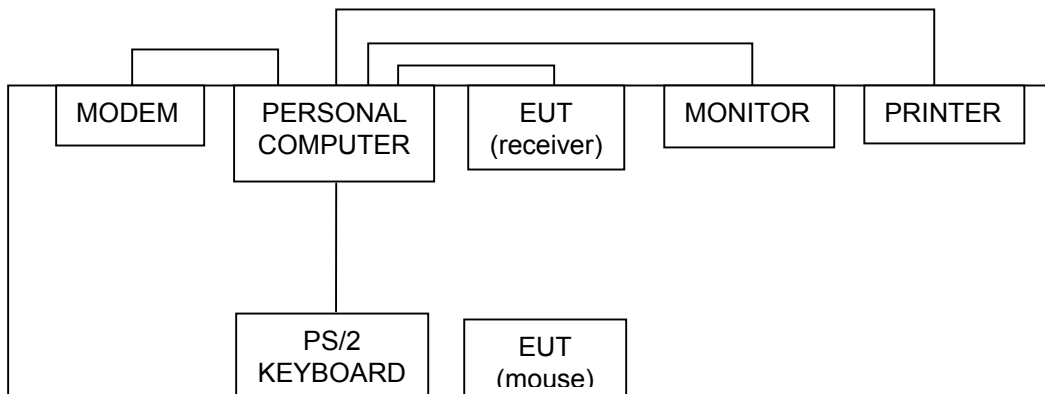 MODEM
PERSONAL
COMPUTER
EUT
(receiver)
MONITOR
PRINTER
PS/2
KEYBOARD
EUT
(mouse)